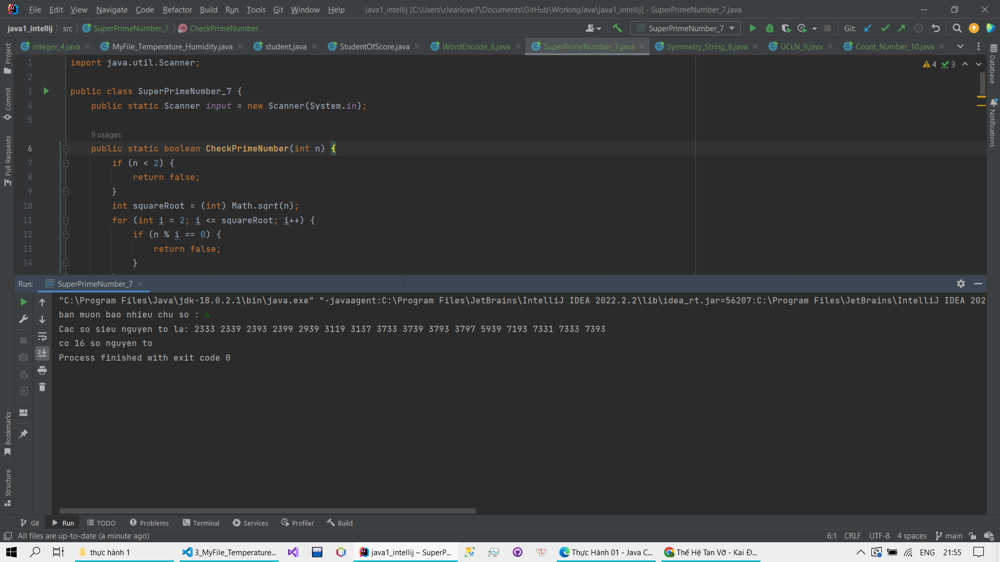 File Edit View Navigate Code Refactor Build Run Tools Git Window Help java1_intellij [C:\Users\clearlove7\Documents\GitHub\WorkingJava\java1_intellij] - SuperPrimeNumber_7.java
java1_intellij src SuperPrimeNumber_7 CheckPrimeNumber SuperPrimeNumber_7 Git:
integer_4.java MyFile_Temperature_Humidity.java student.java StudentOfScore.java WordEncode_6.java SuperPrimeNumber_7.java Symmetry_String_8.java UCLN_9.java Count_Number_10.java
Project
Commit
Pull Requests
Bookmarks
Structure
Database
Notifications
4 3
1 import java.util.Scanner;
2
3 public class SuperPrimeNumber_7 {
4 public static Scanner input = new Scanner(System.in);
5
9 usages
6 public static boolean CheckPrimeNumber(int n) {
7 if (n < 2) {
8 return false;
9 }
10 int squareRoot = (int) Math.sqrt(n);
11 for (int i = 2; i <= squareRoot; i++) {
12 if (n % i == 0) {
13 return false;
14 }
Run: SuperPrimeNumber_7
"C:\Program Files\Java\jdk-18.0.2.1\bin\java.exe" "-javaagent:C:\Program Files\JetBrains\IntelliJ IDEA 2022.2.2\lib\idea_rt.jar=56207:C:\Program Files\JetBrains\IntelliJ IDEA 202
ban muon bao nhieu chu so : 4
Cac so sieu nguyen to la: 2333 2339 2393 2399 2939 3119 3137 3733 3739 3793 3797 5939 7193 7331 7333 7393
co 16 so nguyen to
Process finished with exit code 0
Git Run TODO Problems Terminal Services Profiler Build
All files are up-to-date (a minute ago) 6:1 CRLF UTF-8 4 spaces main
thực hành 1 3_MyFile_Temperature... java1_intellij – SuperP... Thực Hành 01 - Java C... Thế Hệ Tan Vỡ - Kai Đ... ENG 21:55